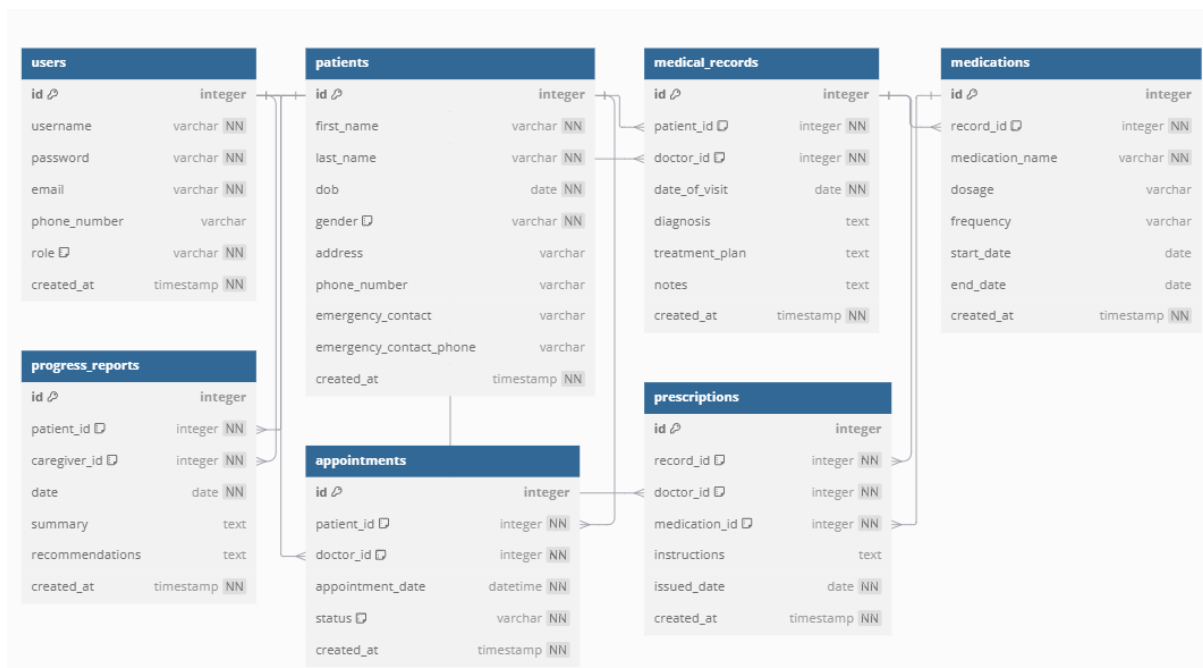 users
id integer
username varchar NN
password varchar NN
email varchar NN
phone_number varchar
role varchar NN
created_at timestamp NN
patients
id integer
first_name varchar NN
last_name varchar NN
dob date NN
gender varchar NN
address varchar
phone_number varchar
emergency_contact varchar
emergency_contact_phone varchar
created_at timestamp NN
medical_records
id integer
patient_id integer NN
doctor_id integer NN
date_of_visit date NN
diagnosis text
treatment_plan text
notes text
created_at timestamp NN
medications
id integer
record_id integer NN
medication_name varchar NN
dosage varchar
frequency varchar
start_date date
end_date date
created_at timestamp NN
progress_reports
id integer
patient_id integer NN
caregiver_id integer NN
date date NN
summary text
recommendations text
created_at timestamp NN
appointments
id integer
patient_id integer NN
doctor_id integer NN
appointment_date datetime NN
status varchar NN
created_at timestamp NN
prescriptions
id integer
record_id integer NN
doctor_id integer NN
medication_id integer NN
instructions text
issued_date date NN
created_at timestamp NN